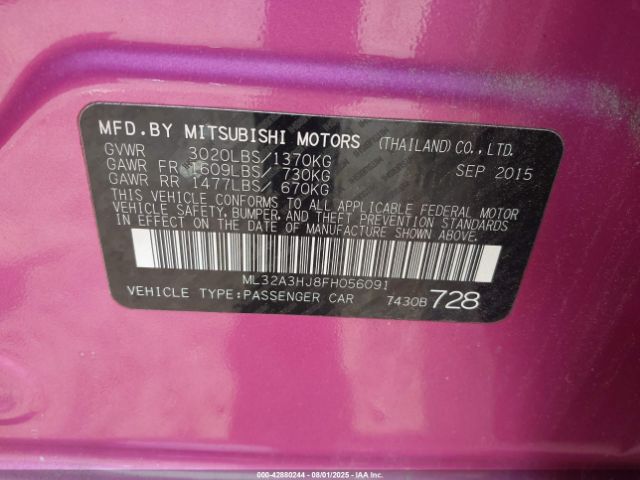 MFD.BY MITSUBISHI MOTORS (THAILAND) CO., LTD.
GVWR 3020LBS/1370KG SEP 2015
GAWR FR 1609LBS/ 730KG
GAWR RR 1477LBS/ 670KG
THIS VEHICLE CONFORMS TO ALL APPLICABLE FEDERAL MOTOR
VEHICLE SAFETY, BUMPER, AND THEFT PREVENTION STANDARDS
IN EFFECT ON THE DATE OF MANUFACTURE SHOWN ABOVE.
ML32A3HJ8FH056091
VEHICLE TYPE:PASSENGER CAR 7430B 728
000-42880244 - 08/01/2025 - IAAI.COM